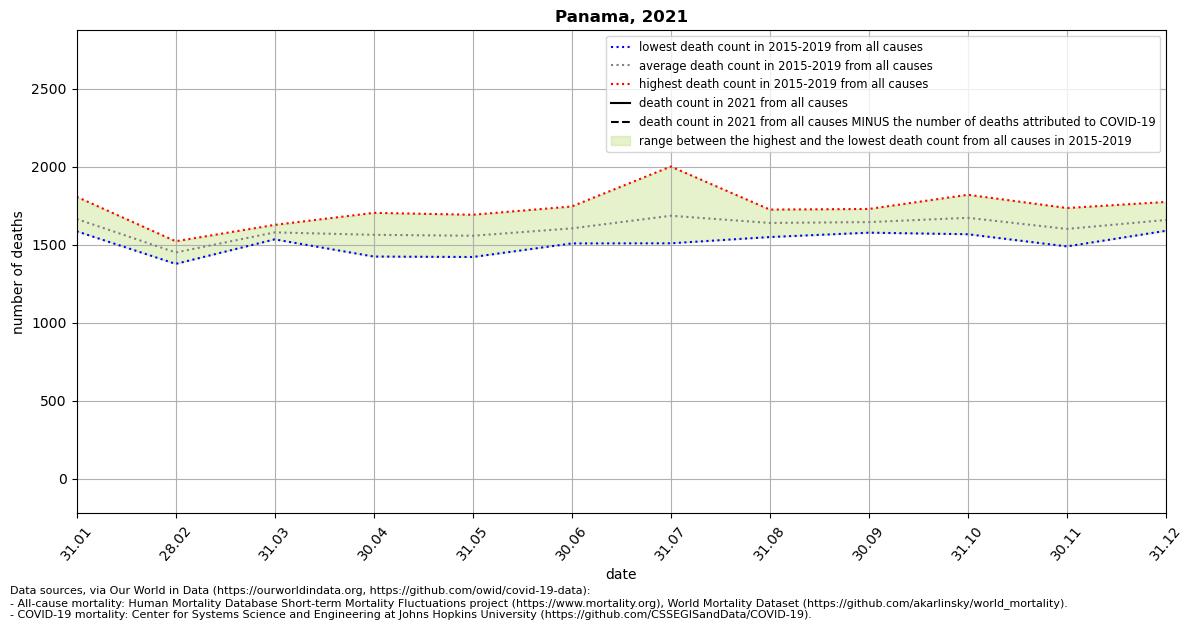 Panama, 2021
lowest death count in 2015-2019 from all causes
average death count in 2015-2019 from all causes
highest death count in 2015-2019 from all causes
death count in 2021 from all causes
death count in 2021 from all causes MINUS the number of deaths attributed to COVID-19
range between the highest and the lowest death count from all causes in 2015-2019
number of deaths
2500
2000
1500
1000
500
0
31.01
28.02
31.03
30.04
31.05
30.06
31.07
31.08
30.09
31.10
30.11
31.12
date
Data sources, via Our World in Data (https://ourworldindata.org, https://github.com/owid/covid-19-data):
- All-cause mortality: Human Mortality Database Short-term Mortality Fluctuations project (https://www.mortality.org), World Mortality Dataset (https://github.com/akarlinsky/world_mortality).
- COVID-19 mortality: Center for Systems Science and Engineering at Johns Hopkins University (https://github.com/CSSEGISandData/COVID-19).